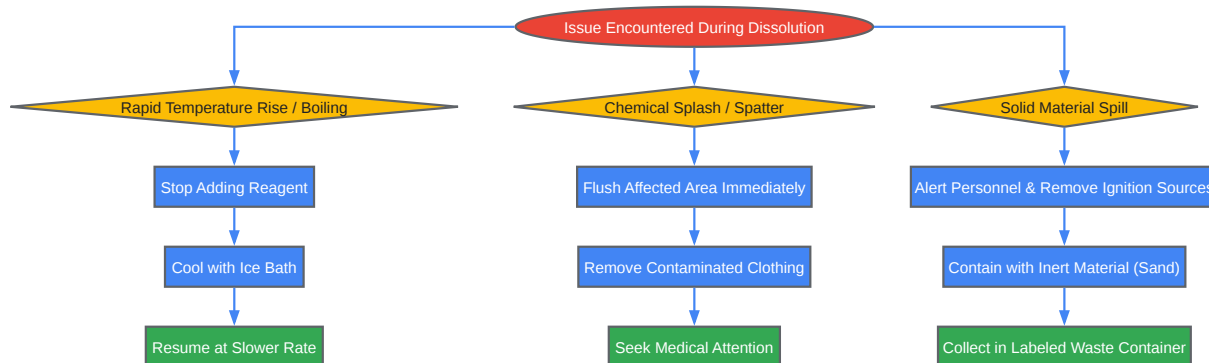 Issue Encountered During Dissolution
Rapid Temperature Rise / Boiling
Chemical Splash / Spatter
Solid Material Spill
Stop Adding Reagent
Flush Affected Area Immediately
Alert Personnel & Remove Ignition Sources
Cool with Ice Bath
Remove Contaminated Clothing
Contain with Inert Material (Sand)
Resume at Slower Rate
Seek Medical Attention
Collect in Labeled Waste Container